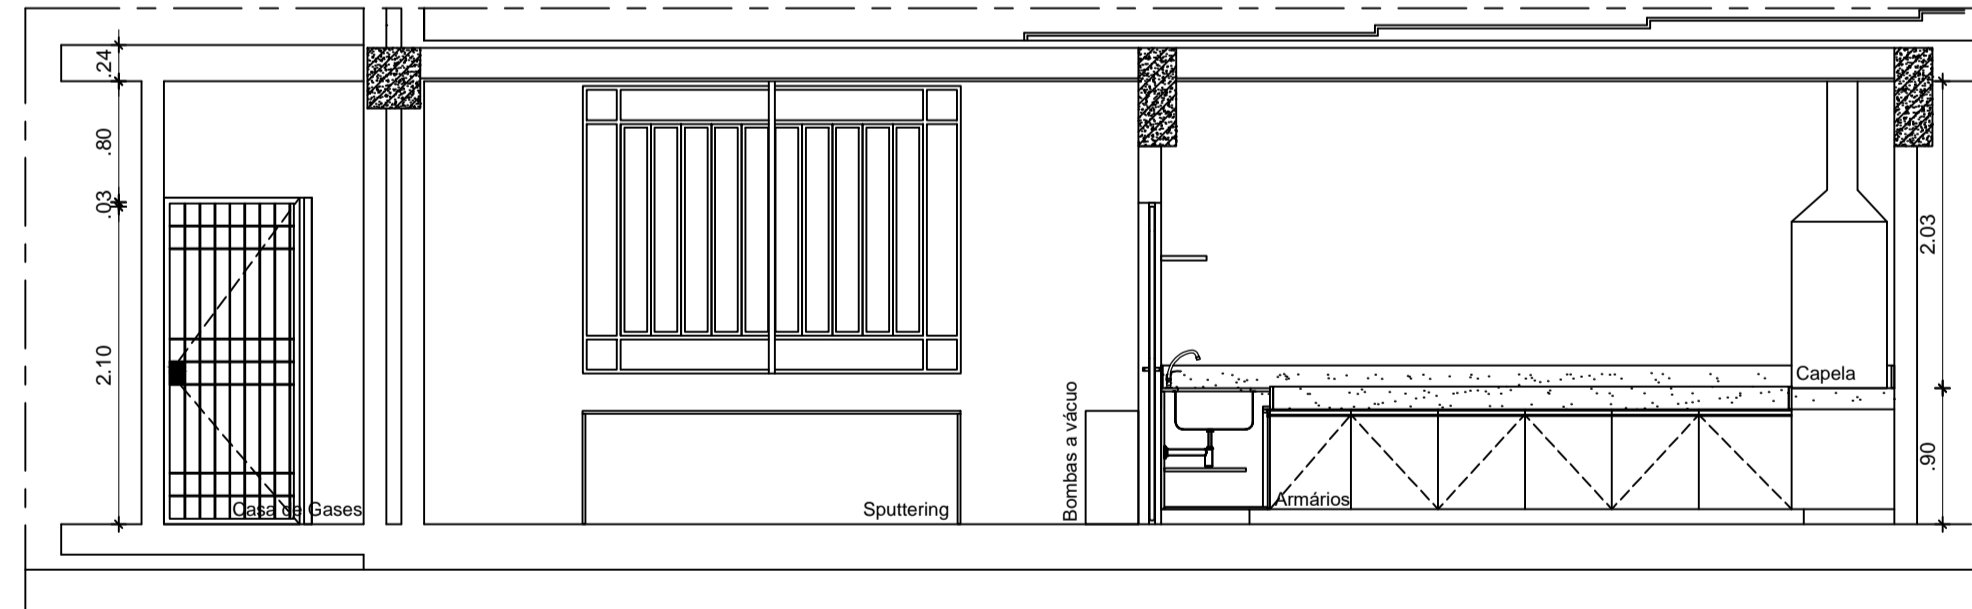 .24
.80
.03
2.10
Casa de Gases
Sputtering
Bombas a vácuo
Armários
Capela
2.03
.90